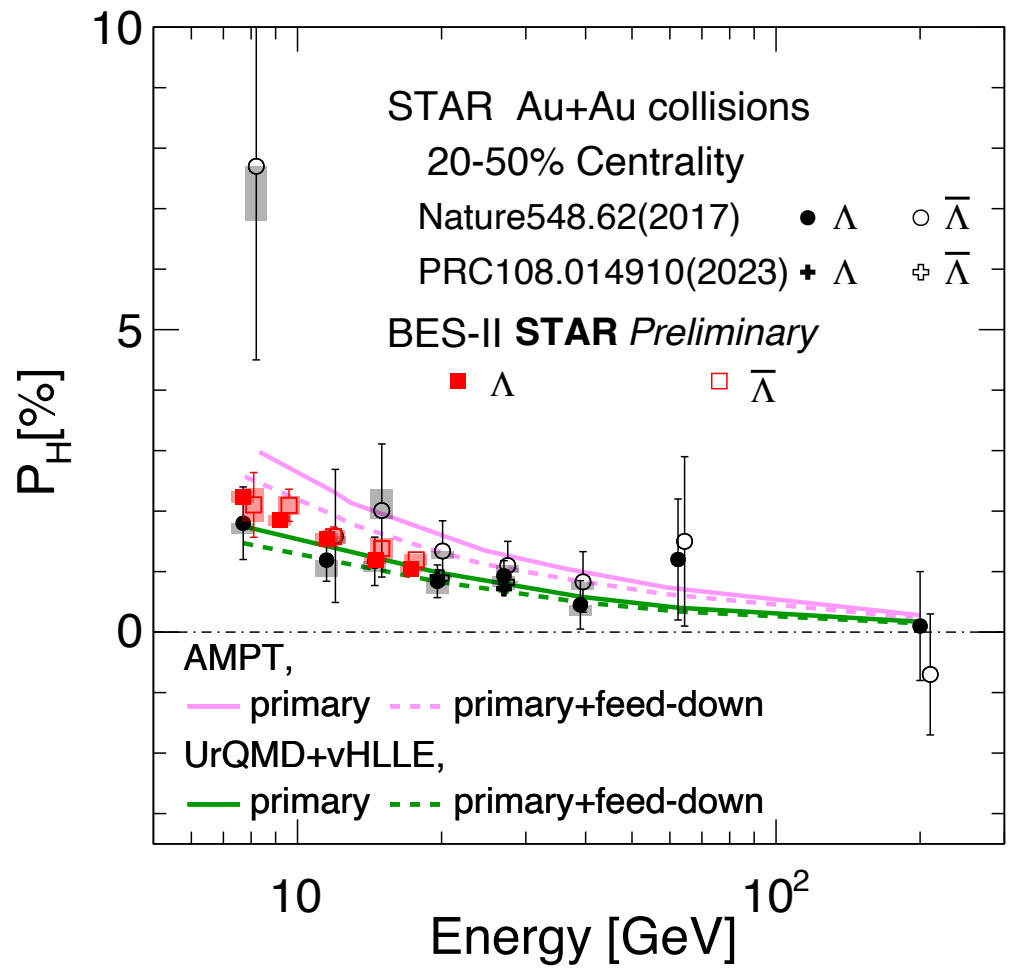 10
STAR Au+Au collisions
20-50% Centrality
Nature548.62(2017) Λ Λ̅
PRC108.014910(2023) Λ Λ̅
5
BES-II STAR Preliminary
Λ Λ̅
P_H[%]
0
AMPT,
primary primary+feed-down
UrQMD+vHLLE,
primary primary+feed-down
10 10²
Energy [GeV]